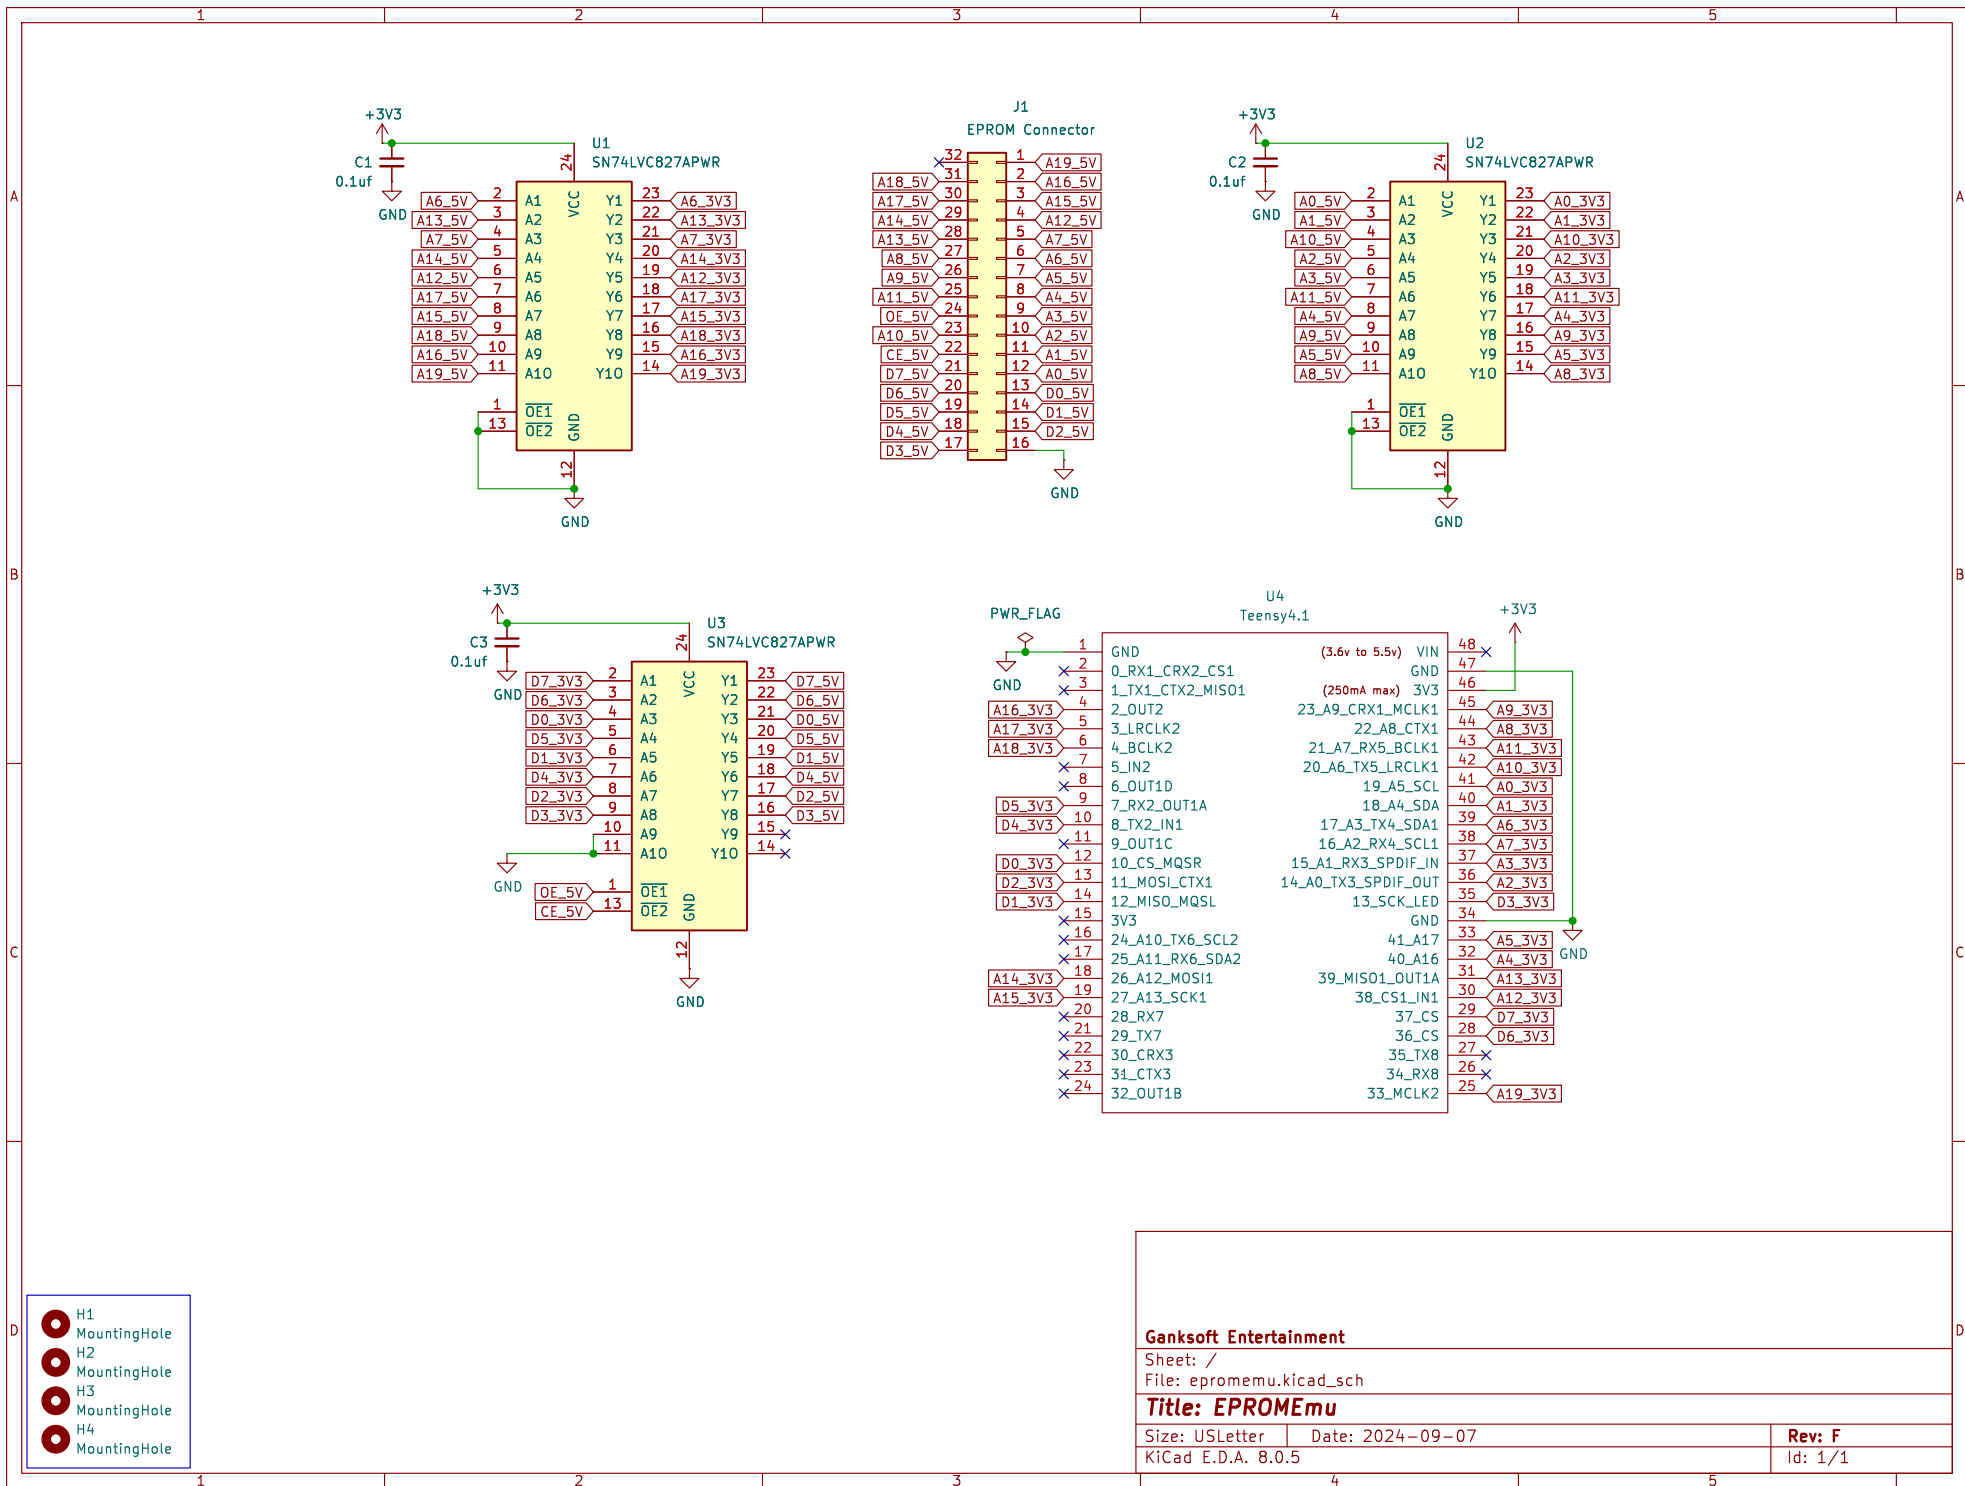 1 2 3 4 5
A
B
C
D
A
B
C
D
+3V3
C1
0.1uf
GND
U1
SN74LVC827APWR
24
VCC
A6_5V 2 A1 Y1 23 A6_3V3
A13_5V 3 A2 Y2 22 A13_3V3
A7_5V 4 A3 Y3 21 A7_3V3
A14_5V 5 A4 Y4 20 A14_3V3
A12_5V 6 A5 Y5 19 A12_3V3
A17_5V 7 A6 Y6 18 A17_3V3
A15_5V 8 A7 Y7 17 A15_3V3
A18_5V 9 A8 Y8 16 A18_3V3
A16_5V 10 A9 Y9 15 A16_3V3
A19_5V 11 A10 Y10 14 A19_3V3
1 OE1
13 OE2
GND
12
GND
J1
EPROM Connector
32 1 A19_5V
A18_5V 31 2 A16_5V
A17_5V 30 3 A15_5V
A14_5V 29 4 A12_5V
A13_5V 28 5 A7_5V
A8_5V 27 6 A6_5V
A9_5V 26 7 A5_5V
A11_5V 25 8 A4_5V
OE_5V 24 9 A3_5V
A10_5V 23 10 A2_5V
CE_5V 22 11 A1_5V
D7_5V 21 12 A0_5V
D6_5V 20 13 D0_5V
D5_5V 19 14 D1_5V
D4_5V 18 15 D2_5V
D3_5V 17 16
GND
+3V3
C2
0.1uf
GND
U2
SN74LVC827APWR
24
VCC
A0_5V 2 A1 Y1 23 A0_3V3
A1_5V 3 A2 Y2 22 A1_3V3
A10_5V 4 A3 Y3 21 A10_3V3
A2_5V 5 A4 Y4 20 A2_3V3
A3_5V 6 A5 Y5 19 A3_3V3
A11_5V 7 A6 Y6 18 A11_3V3
A4_5V 8 A7 Y7 17 A4_3V3
A9_5V 9 A8 Y8 16 A9_3V3
A5_5V 10 A9 Y9 15 A5_3V3
A8_5V 11 A10 Y10 14 A8_3V3
1 OE1
13 OE2
GND
12
GND
+3V3
C3
0.1uf
GND
U3
SN74LVC827APWR
24
VCC
D7_3V3 2 A1 Y1 23 D7_5V
D6_3V3 3 A2 Y2 22 D6_5V
D0_3V3 4 A3 Y3 21 D0_5V
D5_3V3 5 A4 Y4 20 D5_5V
D1_3V3 6 A5 Y5 19 D1_5V
D4_3V3 7 A6 Y6 18 D4_5V
D2_3V3 8 A7 Y7 17 D2_5V
D3_3V3 9 A8 Y8 16 D3_5V
10 A9 Y9 15
11 A10 Y10 14
GND
OE_5V 1 OE1
CE_5V 13 OE2
GND
12
GND
U4
Teensy4.1
PWR_FLAG
GND
+3V3
1 GND (3.6v to 5.5v) VIN 48
2 0_RX1_CRX2_CS1 GND 47
3 1_TX1_CTX2_MISO1 (250mA max) 3V3 46
A16_3V3 4 2_OUT2 23_A9_CRX1_MCLK1 45 A9_3V3
A17_3V3 5 3_LRCLK2 22_A8_CTX1 44 A8_3V3
A18_3V3 6 4_BCLK2 21_A7_RX5_BCLK1 43 A11_3V3
7 5_IN2 20_A6_TX5_LRCLK1 42 A10_3V3
8 6_OUT1D 19_A5_SCL 41 A0_3V3
D5_3V3 9 7_RX2_OUT1A 18_A4_SDA 40 A1_3V3
D4_3V3 10 8_TX2_IN1 17_A3_TX4_SDA1 39 A6_3V3
11 9_OUT1C 16_A2_RX4_SCL1 38 A7_3V3
D0_3V3 12 10_CS_MQSR 15_A1_RX3_SPDIF_IN 37 A3_3V3
D2_3V3 13 11_MOSI_CTX1 14_A0_TX3_SPDIF_OUT 36 A2_3V3
D1_3V3 14 12_MISO_MQSL 13_SCK_LED 35 D3_3V3
15 3V3 GND 34
16 24_A10_TX6_SCL2 41_A17 33 A5_3V3
17 25_A11_RX6_SDA2 40_A16 32 A4_3V3
GND
A14_3V3 18 26_A12_MOSI1 39_MISO1_OUT1A 31 A13_3V3
A15_3V3 19 27_A13_SCK1 38_CS1_IN1 30 A12_3V3
20 28_RX7 37_CS 29 D7_3V3
21 29_TX7 36_CS 28 D6_3V3
22 30_CRX3 35_TX8 27
23 31_CTX3 34_RX8 26
24 32_OUT1B 33_MCLK2 25 A19_3V3
H1
MountingHole
H2
MountingHole
H3
MountingHole
H4
MountingHole
Ganksoft Entertainment
Sheet: /
File: epromemu.kicad_sch
Title: EPROMEmu
Size: USLetter Date: 2024-09-07 Rev: F
KiCad E.D.A. 8.0.5 Id: 1/1
1 2 3 4 5